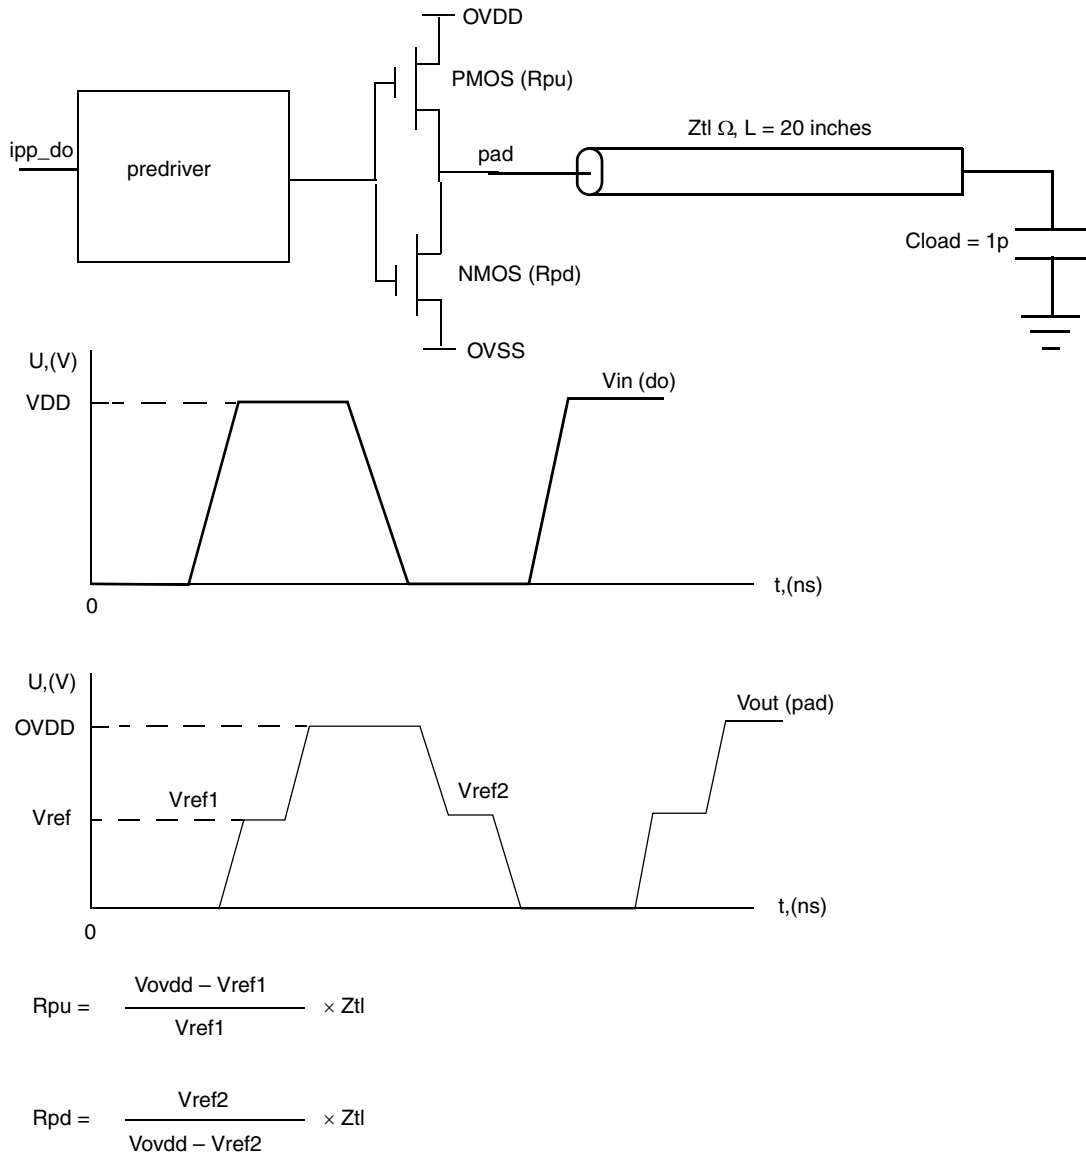 OVDD
PMOS (Rpu)
ipp_do
predriver
pad
Ztl Ω, L = 20 inches
Cload = 1p
NMOS (Rpd)
OVSS
U,(V)
VDD
Vin (do)
t,(ns)
0
U,(V)
OVDD
Vout (pad)
Vref1
Vref2
Vref
t,(ns)
0
Rpu = Vovdd – Vref1 × Ztl
Vref1
Rpd = Vref2 × Ztl
Vovdd – Vref2